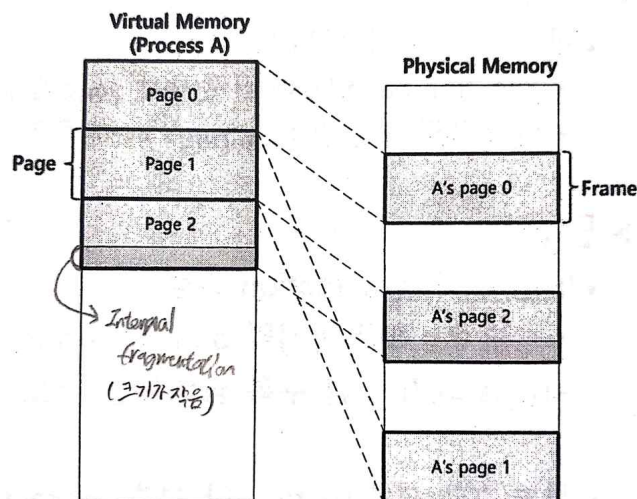 Virtual Memory
(Process A)
Physical Memory
Page 0
Page
Page 1
Page 2
A's page 0
Frame
A's page 2
A's page 1
Internal
fragmentation
(크기가 작음)